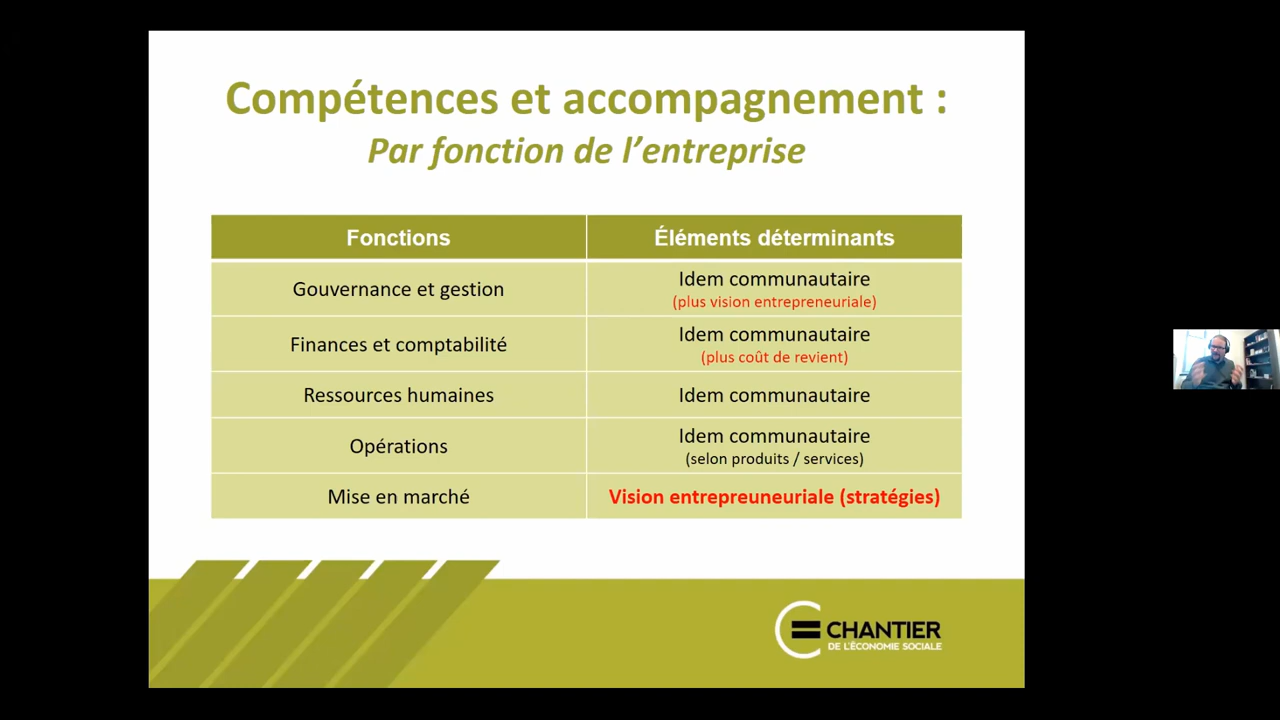 Compétences et accompagnement :
Par fonction de l’entreprise
Fonctions
Éléments déterminants
Gouvernance et gestion
Idem communautaire
(plus vision entrepreneuriale)
Finances et comptabilité
Idem communautaire
(plus coût de revient)
Ressources humaines
Idem communautaire
Opérations
Idem communautaire
(selon produits / services)
Mise en marché
Vision entrepreuneuriale (stratégies)
CHANTIER
DE L'ÉCONOMIE SOCIALE